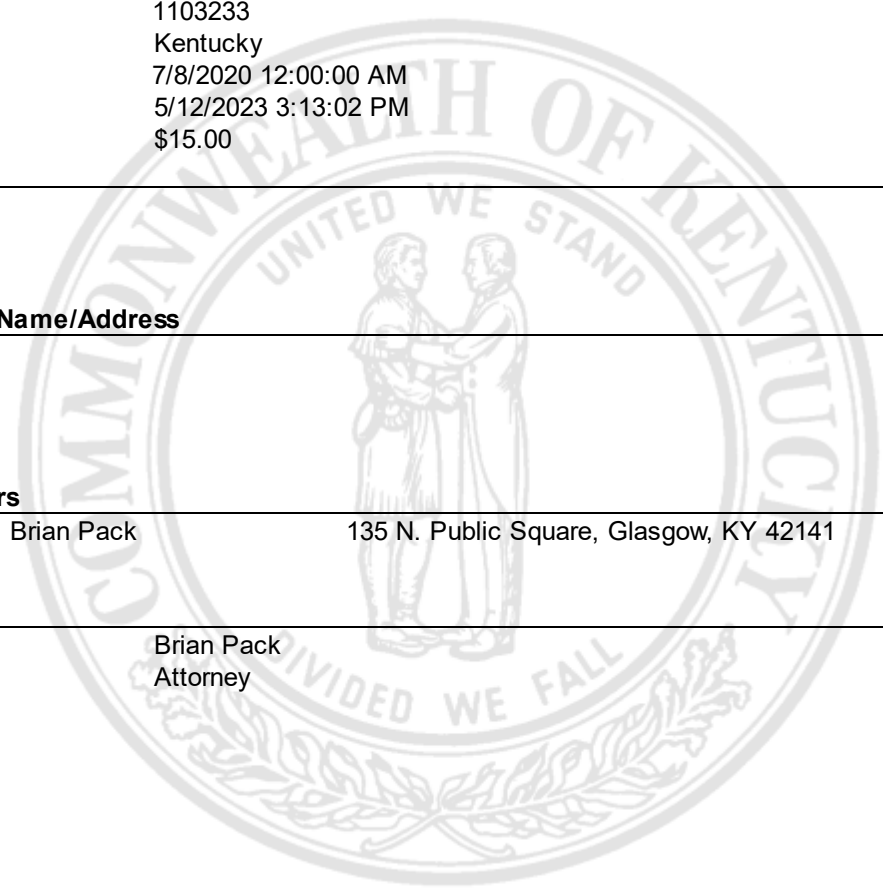 1103233
Kentucky
7/8/2020 12:00:00 AM
5/12/2023 3:13:02 PM
$15.00
Name/Address
rs
Brian Pack 135 N. Public Square, Glasgow, KY 42141
Brian Pack
Attorney
COMMONWEALTH OF KENTUCKY
UNITED WE STAND
DIVIDED WE FALL